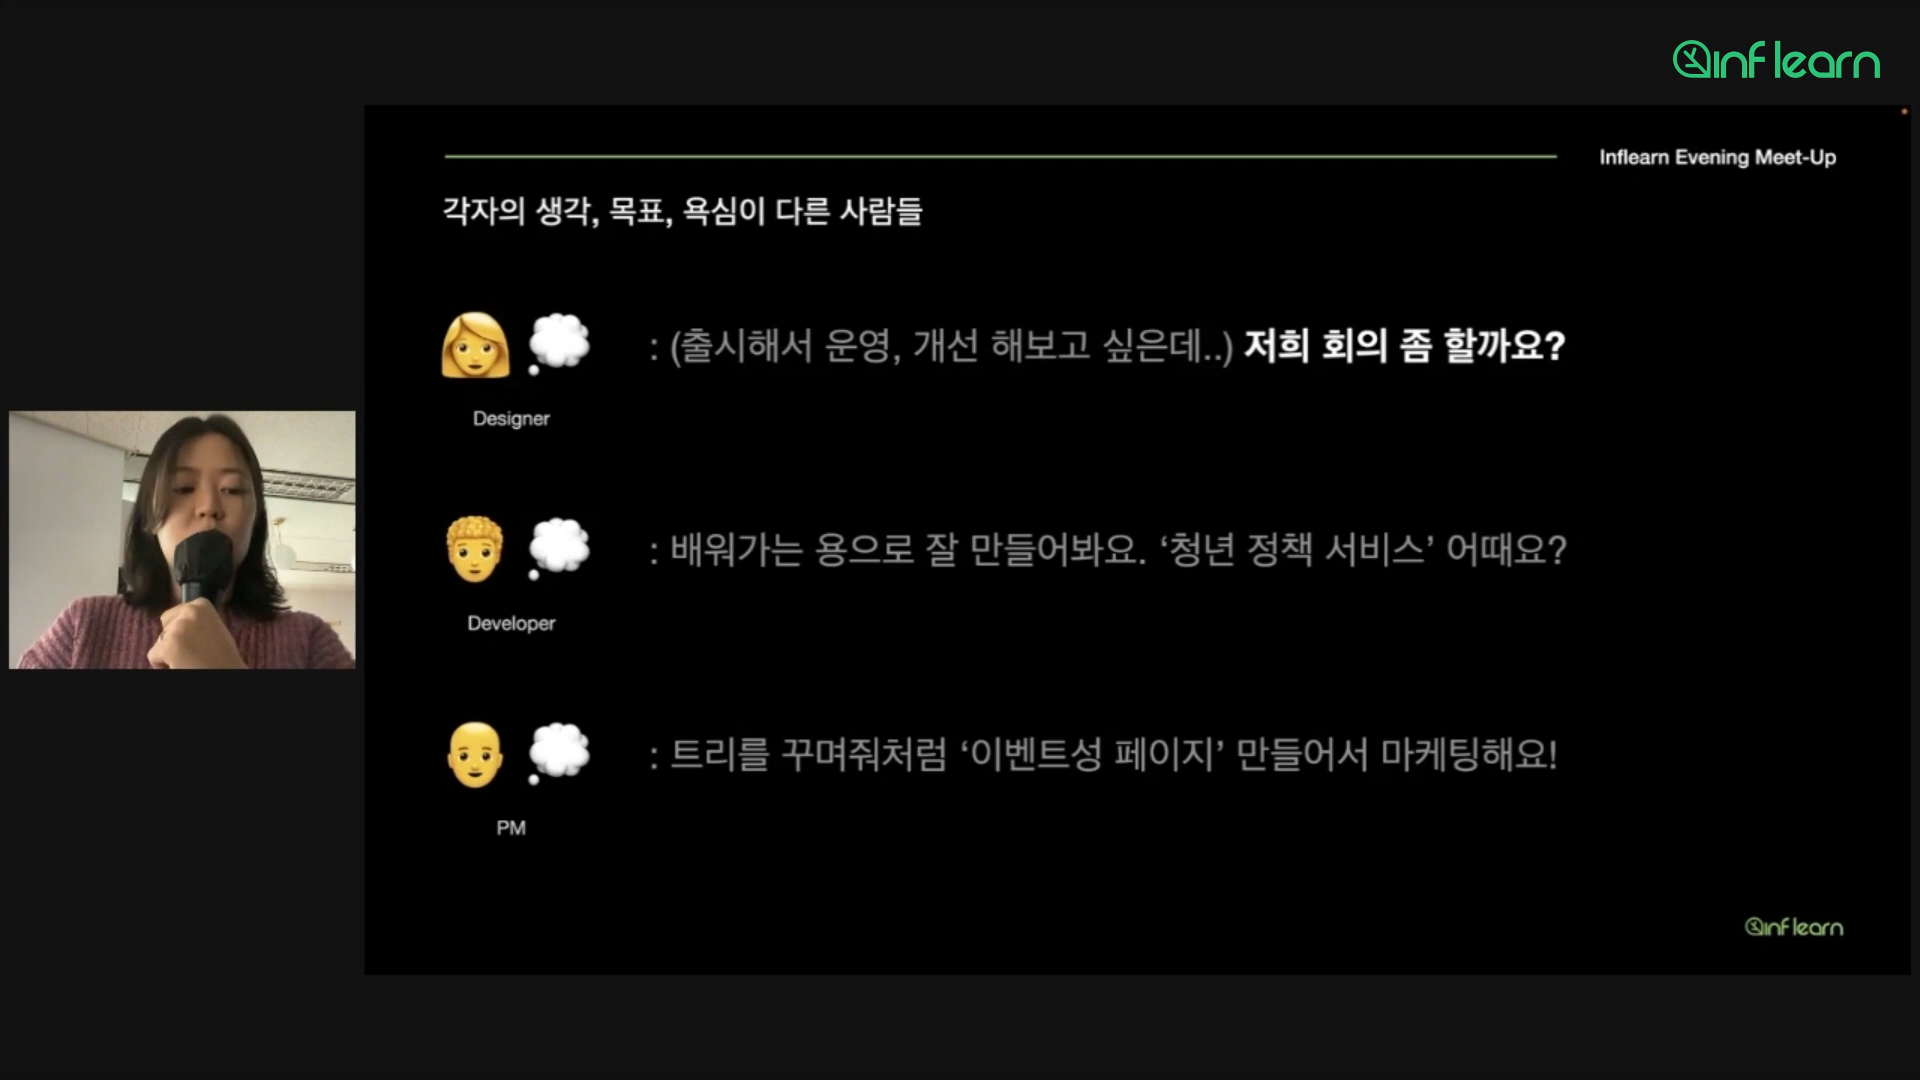 inflearn
Inflearn Evening Meet-Up
각자의 생각, 목표, 욕심이 다른 사람들
: (출시해서 운영, 개선 해보고 싶은데..) 저희 회의 좀 할까요?
Designer
: 배워가는 용으로 잘 만들어봐요. ‘청년 정책 서비스’ 어때요?
Developer
: 트리를 꾸며줘처럼 ‘이벤트성 페이지’ 만들어서 마케팅해요!
PM
inflearn